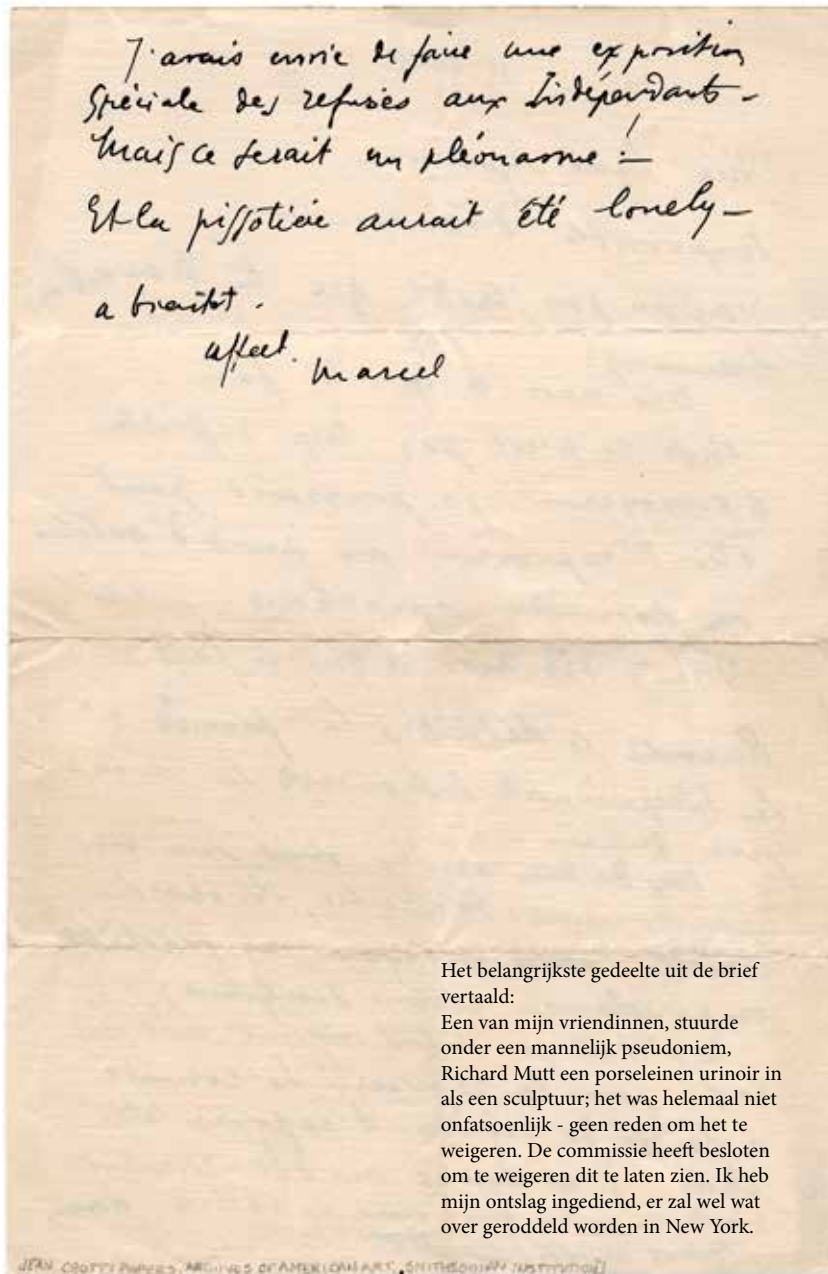 J'avais envie de faire une exposition
spéciale des refusés aux Indépendants –
Mais ce serait un pléonasme !–
Et la pissotière aurait été lonely –
a bientôt .
affect. Marcel
Het belangrijkste gedeelte uit de brief
vertaald:
Een van mijn vriendinnen, stuurde
onder een mannelijk pseudoniem,
Richard Mutt een porseleinen urinoir in
als een sculptuur; het was helemaal niet
onfatsoenlijk - geen reden om het te
weigeren. De commissie heeft besloten
om te weigeren dit te laten zien. Ik heb
mijn ontslag ingediend, er zal wel wat
over geroddeld worden in New York.
JEAN CROTTI PAPERS, ARCHIVES OF AMERICAN ART, SMITHSONIAN INSTITUTION]